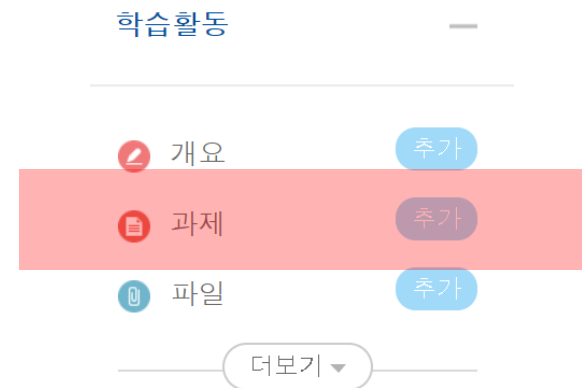 학습활동
개요 추가
과제 추가
파일 추가
더보기